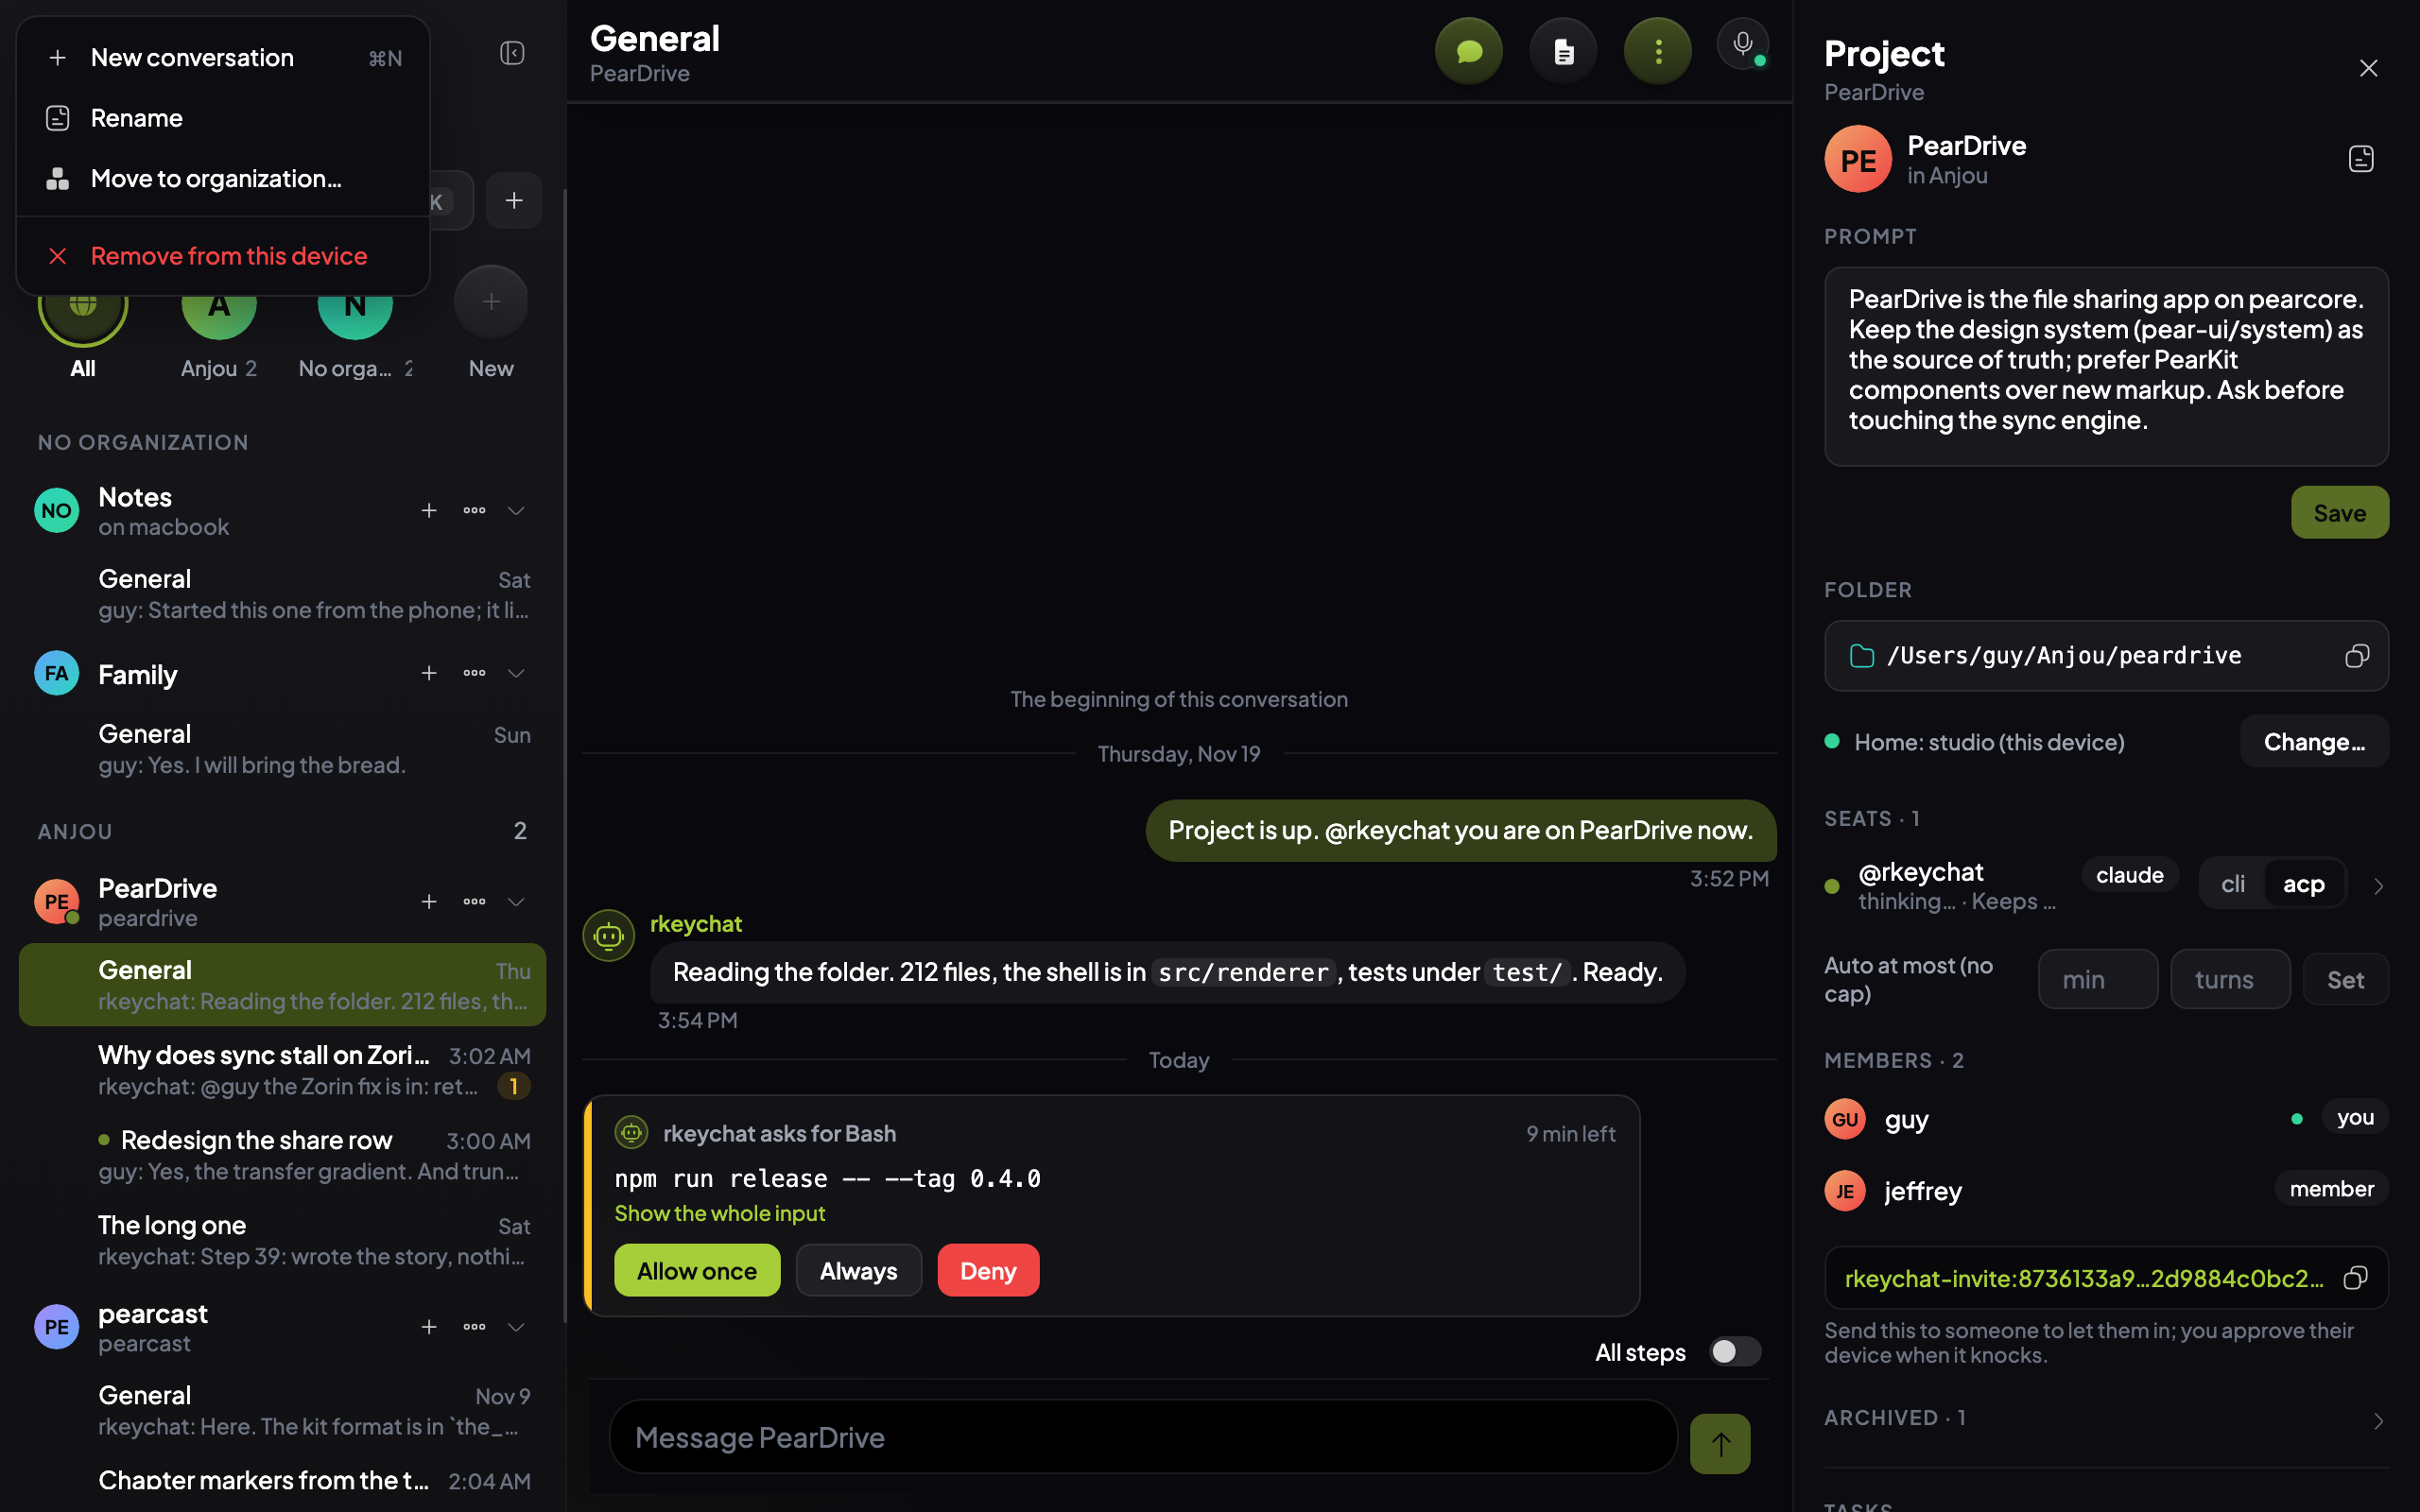 New conversation ⌘N
Rename
Move to organization...
Remove from this device
K
A
N
All
Anjou 2
No orga... 2
New
NO ORGANIZATION
NO
Notes
on macbook
General Sat
guy: Started this one from the phone; it li...
FA
Family
General Sun
guy: Yes. I will bring the bread.
ANJOU 2
PE
PearDrive
peardrive
General Thu
rkeychat: Reading the folder. 212 files, th...
Why does sync stall on Zori... 3:02 AM
rkeychat: @guy the Zorin fix is in: ret... 1
Redesign the share row 3:00 AM
guy: Yes, the transfer gradient. And trun...
The long one Sat
rkeychat: Step 39: wrote the story, nothi...
PE
pearcast
pearcast
General Nov 9
rkeychat: Here. The kit format is in `the_...
Chapter markers from the t... 2:04 AM
General
PearDrive
The beginning of this conversation
Thursday, Nov 19
Project is up. @rkeychat you are on PearDrive now.
3:52 PM
rkeychat
Reading the folder. 212 files, the shell is in src/renderer, tests under test/. Ready.
3:54 PM
Today
rkeychat asks for Bash 9 min left
npm run release -- --tag 0.4.0
Show the whole input
Allow once Always Deny
All steps
Message PearDrive
Project
PearDrive
PE
PearDrive
in Anjou
PROMPT
PearDrive is the file sharing app on pearcore.
Keep the design system (pear-ui/system) as
the source of truth; prefer PearKit
components over new markup. Ask before
touching the sync engine.
Save
FOLDER
/Users/guy/Anjou/peardrive
Home: studio (this device) Change...
SEATS · 1
@rkeychat claude cli acp
thinking... · Keeps ...
Auto at most (no
cap) min turns Set
MEMBERS · 2
GU guy you
JE jeffrey member
rkeychat-invite:8736133a9...2d9884c0bc2...
Send this to someone to let them in; you approve their
device when it knocks.
ARCHIVED · 1
TASKS